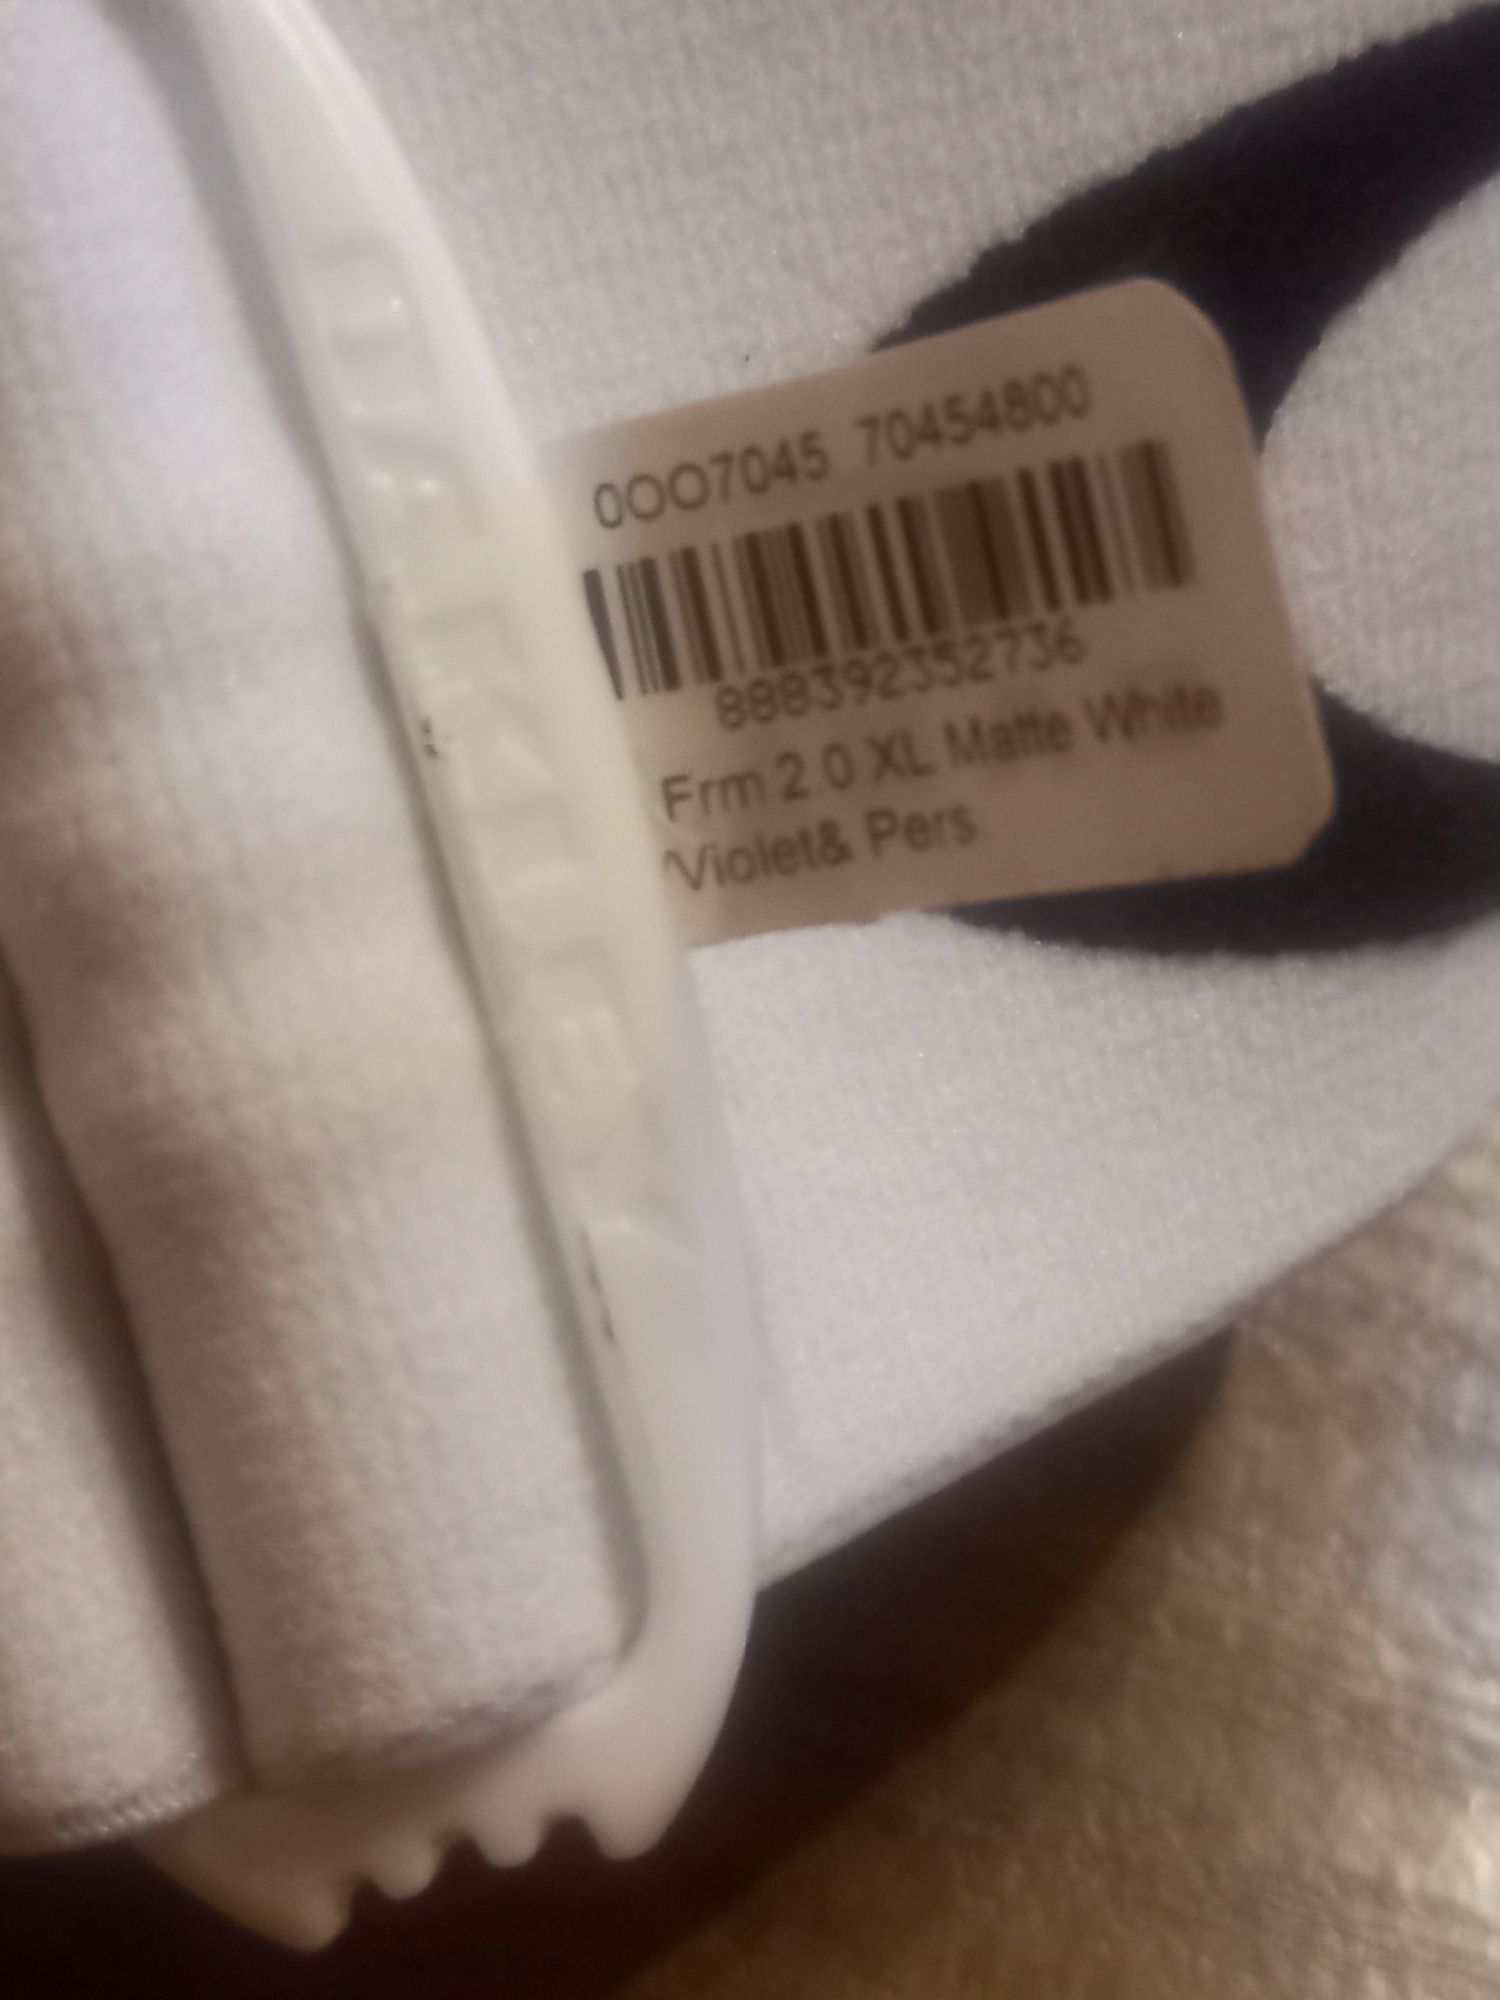 0OO7045 70454800
888392352736
Frm 2.0 XL Matte White
/Violet& Pers